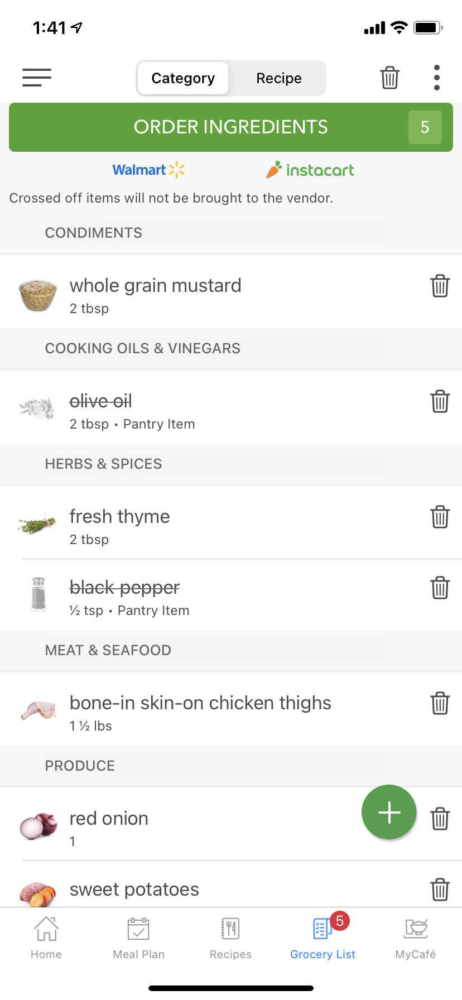 1:41
Category Recipe
ORDER INGREDIENTS 5
Walmart instacart
Crossed off items will not be brought to the vendor.
CONDIMENTS
whole grain mustard
2 tbsp
COOKING OILS & VINEGARS
olive oil
2 tbsp • Pantry Item
HERBS & SPICES
fresh thyme
2 tbsp
black pepper
½ tsp • Pantry Item
MEAT & SEAFOOD
bone-in skin-on chicken thighs
1 ½ lbs
PRODUCE
red onion
1
sweet potatoes
5
Home Meal Plan Recipes Grocery List MyCafé